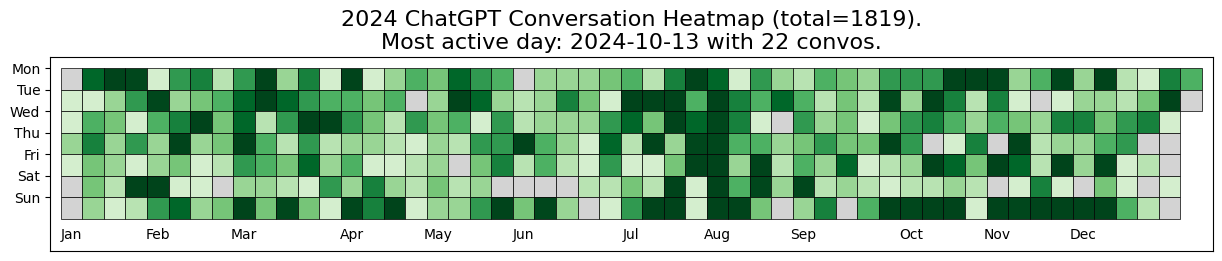 2024 ChatGPT Conversation Heatmap (total=1819).
Most active day: 2024-10-13 with 22 convos.
Mon
Tue
Wed
Thu
Fri
Sat
Sun
Jan Feb Mar Apr May Jun Jul Aug Sep Oct Nov Dec